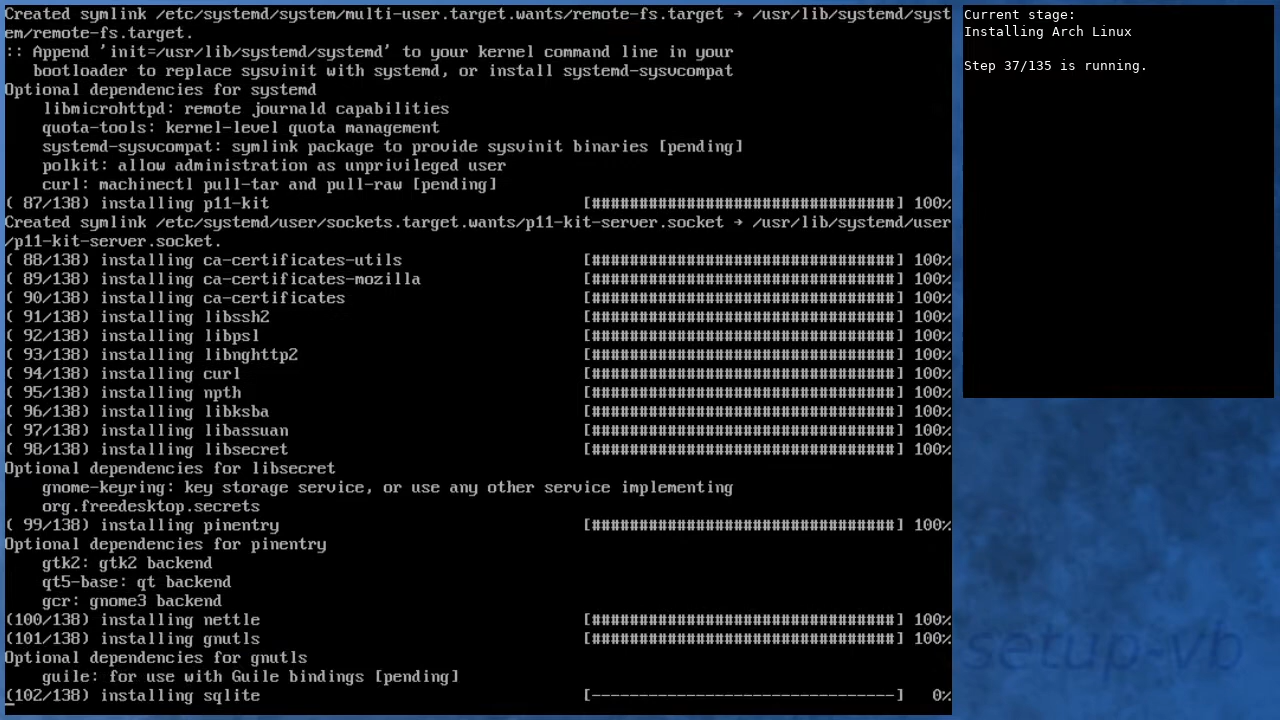 Created symlink /etc/systemd/system/multi-user.target.wants/remote-fs.target → /usr/lib/systemd/syst
em/remote-fs.target.
:: Append 'init=/usr/lib/systemd/systemd' to your kernel command line in your
   bootloader to replace sysvinit with systemd, or install systemd-sysvcompat
Optional dependencies for systemd
    libmicrohttpd: remote journald capabilities
    quota-tools: kernel-level quota management
    systemd-sysvcompat: symlink package to provide sysvinit binaries [pending]
    polkit: allow administration as unprivileged user
    curl: machinectl pull-tar and pull-raw [pending]
( 87/138) installing p11-kit [################################] 100%
Created symlink /etc/systemd/user/sockets.target.wants/p11-kit-server.socket → /usr/lib/systemd/user
/p11-kit-server.socket.
( 88/138) installing ca-certificates-utils [################################] 100%
( 89/138) installing ca-certificates-mozilla [################################] 100%
( 90/138) installing ca-certificates [################################] 100%
( 91/138) installing libssh2 [################################] 100%
( 92/138) installing libpsl [################################] 100%
( 93/138) installing libnghttp2 [################################] 100%
( 94/138) installing curl [################################] 100%
( 95/138) installing npth [################################] 100%
( 96/138) installing libksba [################################] 100%
( 97/138) installing libassuan [################################] 100%
( 98/138) installing libsecret [################################] 100%
Optional dependencies for libsecret
    gnome-keyring: key storage service, or use any other service implementing
    org.freedesktop.secrets
( 99/138) installing pinentry [################################] 100%
Optional dependencies for pinentry
    gtk2: gtk2 backend
    qt5-base: qt backend
    gcr: gnome3 backend
(100/138) installing nettle [################################] 100%
(101/138) installing gnutls [################################] 100%
Optional dependencies for gnutls
    guile: for use with Guile bindings [pending]
(102/138) installing sqlite [--------------------------------] 0%
Current stage:
Installing Arch Linux
Step 37/135 is running.
setup-vb